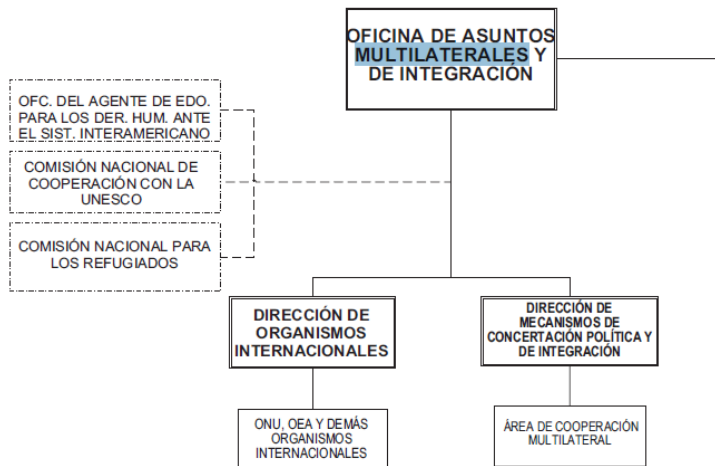 OFICINA DE ASUNTOS
MULTILATERALES Y
DE INTEGRACIÓN
OFC. DEL AGENTE DE EDO.
PARA LOS DER. HUM. ANTE
EL SIST. INTERAMERICANO
COMISIÓN NACIONAL DE
COOPERACIÓN CON LA
UNESCO
COMISIÓN NACIONAL PARA
LOS REFUGIADOS
DIRECCIÓN DE
ORGANISMOS
INTERNACIONALES
DIRECCIÓN DE
MECANISMOS DE
CONCERTACIÓN POLÍTICA Y
DE INTEGRACIÓN
ONU, OEA Y DEMÁS
ORGANISMOS
INTERNACIONALES
ÁREA DE COOPERACIÓN
MULTILATERAL